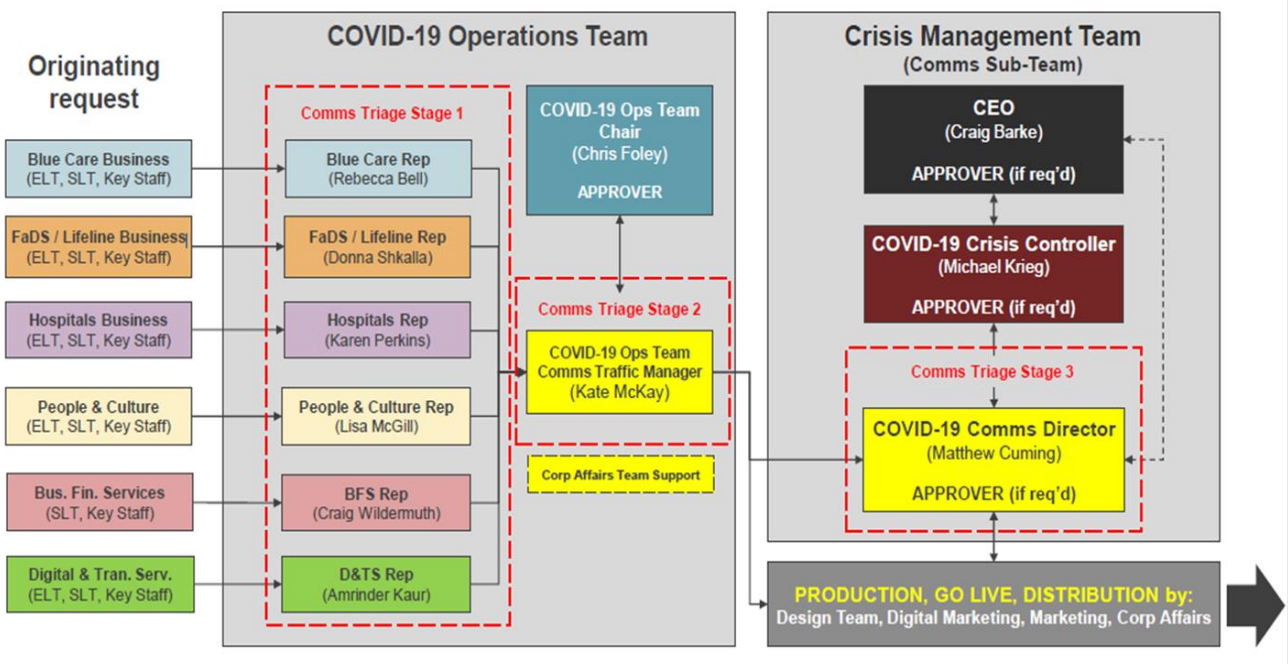 Originating
request
Blue Care Business
(ELT, SLT, Key Staff)
FaDS / Lifeline Business
(ELT, SLT, Key Staff)
Hospitals Business
(ELT, SLT, Key Staff)
People & Culture
(ELT, SLT, Key Staff)
Bus. Fin. Services
(SLT, Key Staff)
Digital & Tran. Serv.
(ELT, SLT, Key Staff)
COVID-19 Operations Team
Comms Triage Stage 1
Blue Care Rep
(Rebecca Bell)
FaDS / Lifeline Rep
(Donna Shkalla)
Hospitals Rep
(Karen Perkins)
People & Culture Rep
(Lisa McGill)
BFS Rep
(Craig Wildermuth)
D&TS Rep
(Amrinder Kaur)
COVID-19 Ops Team
Chair
(Chris Foley)
APPROVER
Comms Triage Stage 2
COVID-19 Ops Team
Comms Traffic Manager
(Kate McKay)
Corp Affairs Team Support
Crisis Management Team
(Comms Sub-Team)
CEO
(Craig Barke)
APPROVER (if req'd)
COVID-19 Crisis Controller
(Michael Krieg)
APPROVER (if req'd)
Comms Triage Stage 3
COVID-19 Comms Director
(Matthew Cuming)
APPROVER (if req'd)
PRODUCTION, GO LIVE, DISTRIBUTION by:
Design Team, Digital Marketing, Marketing, Corp Affairs